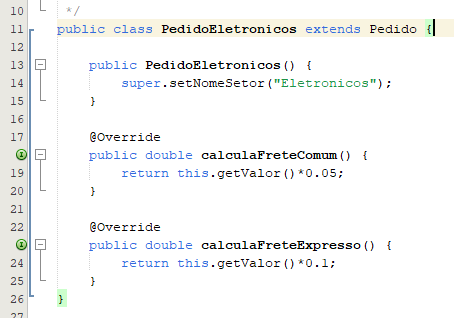 10 */
11 public class PedidoEletronicos extends Pedido {
12
13 public PedidoEletronicos() {
14 super.setNomeSetor("Eletronicos");
15 }
16
17 @Override
public double calculaFreteComum() {
19 return this.getValor()*0.05;
20 }
21
22 @Override
public double calculaFreteExpresso() {
24 return this.getValor()*0.1;
25 }
26 }
27